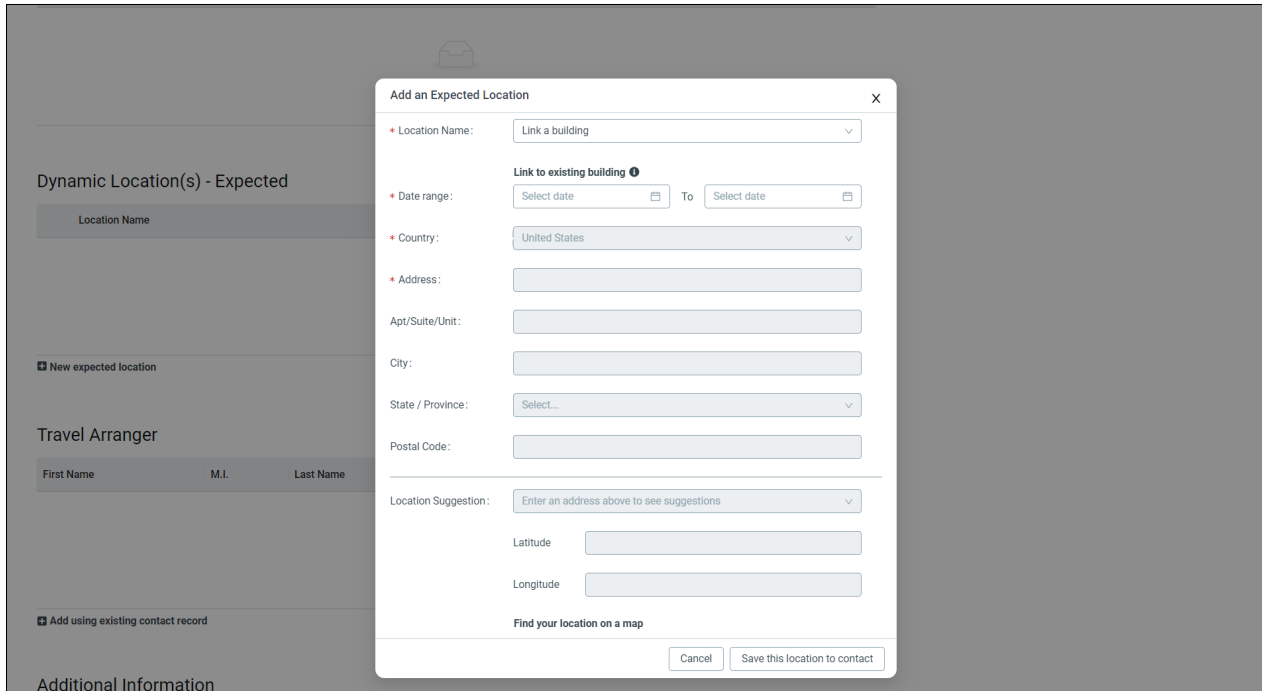 Add an Expected Location
X
* Location Name:
Link a building
Link to existing building
* Date range:
Select date
To
Select date
* Country:
United States
* Address:
Apt/Suite/Unit:
City:
State / Province:
Select...
Postal Code:
Location Suggestion:
Enter an address above to see suggestions
Latitude
Longitude
Find your location on a map
Cancel
Save this location to contact
Dynamic Location(s) - Expected
Location Name
New expected location
Travel Arranger
First Name M.I. Last Name
Add using existing contact record
Additional Information